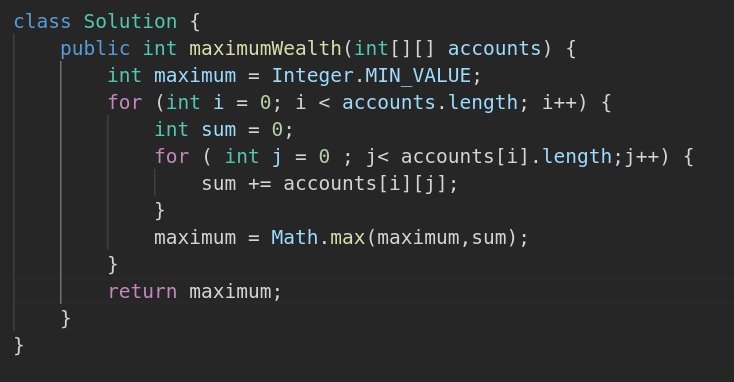 class Solution {
    public int maximumWealth(int[][] accounts) {
        int maximum = Integer.MIN_VALUE;
        for (int i = 0; i < accounts.length; i++) {
            int sum = 0;
            for ( int j = 0 ; j< accounts[i].length;j++) {
                sum += accounts[i][j];
            }
            maximum = Math.max(maximum,sum);
        }
        return maximum;
    }
}